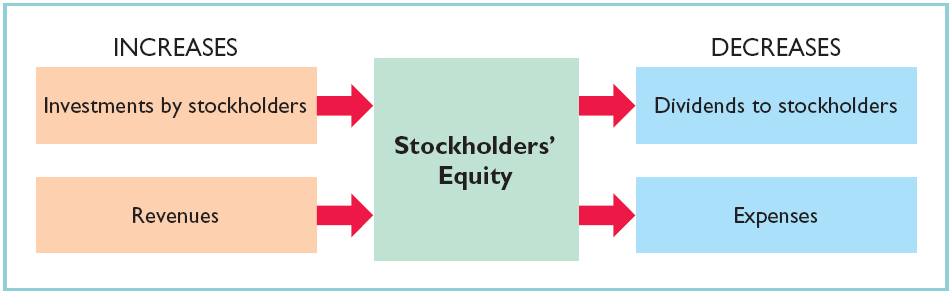 INCREASES
DECREASES
Investments by stockholders
Dividends to stockholders
Stockholders’
Equity
Revenues
Expenses